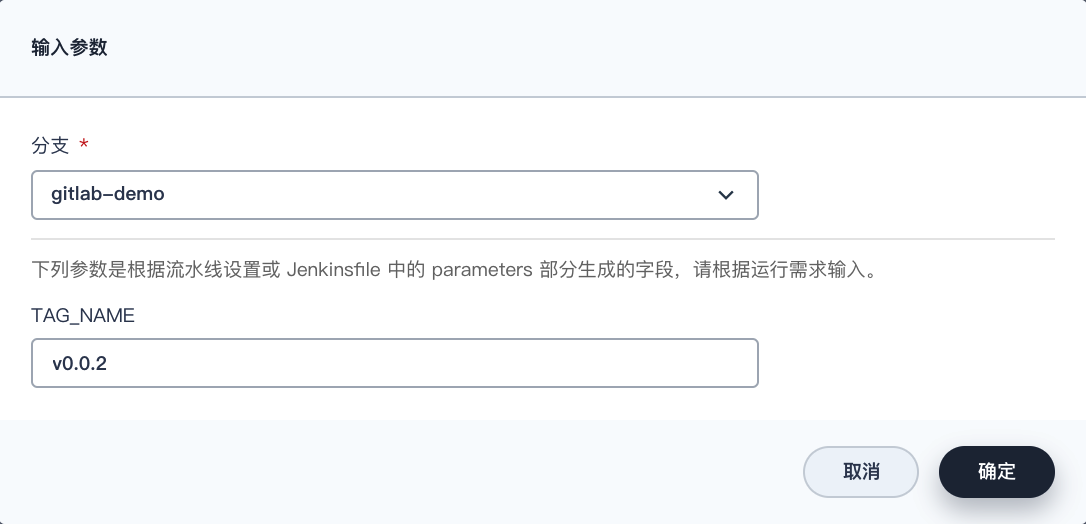 输入参数
分支 *
gitlab-demo
下列参数是根据流水线设置或 Jenkinsfile 中的 parameters 部分生成的字段，请根据运行需求输入。
TAG_NAME
v0.0.2
取消 确定